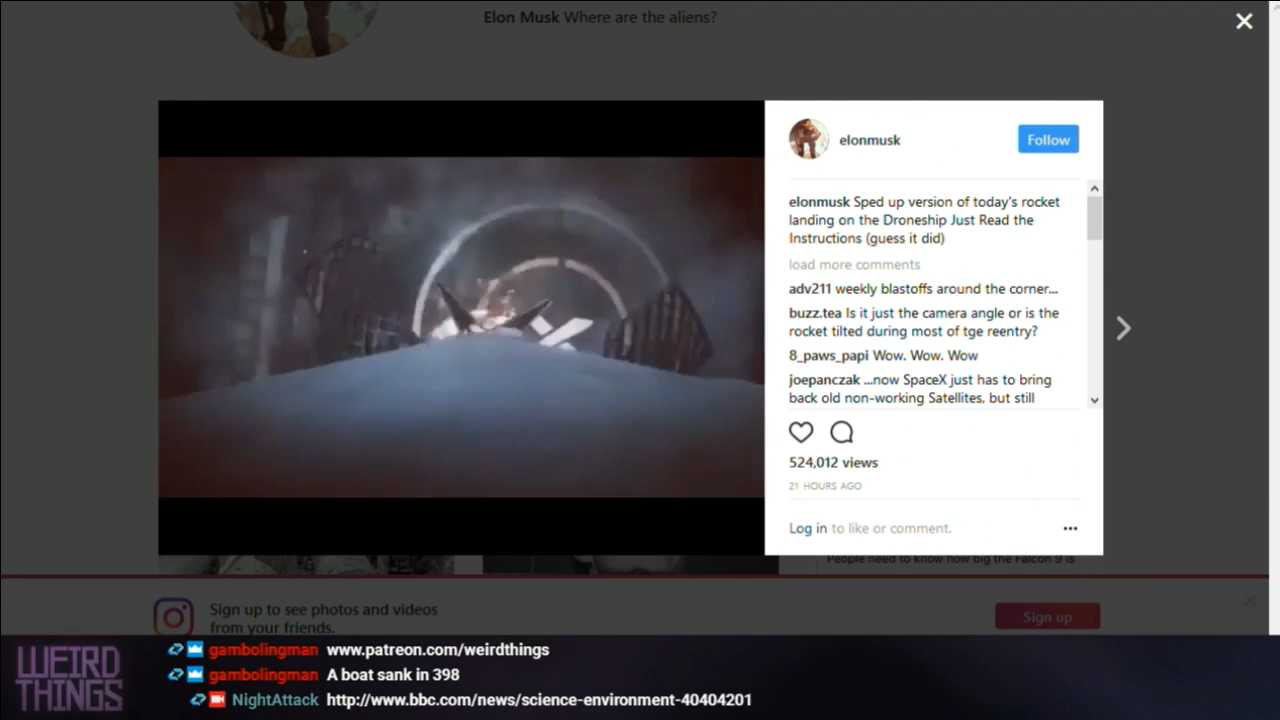 Elon Musk Where are the aliens?
elonmusk
Follow
elonmusk Sped up version of today's rocket
landing on the Droneship Just Read the
Instructions (guess it did)
load more comments
adv211 weekly blastoffs around the corner...
buzz.tea Is it just the camera angle or is the
rocket tilted during most of tge reentry?
8_paws_papi Wow. Wow. Wow
joepanczak ...now SpaceX just has to bring
back old non-working Satellites, but still
524,012 views
21 HOURS AGO
Log in to like or comment.
People need to know how big the Falcon 9 is
Sign up to see photos and videos
from your friends.
Sign up
WEIRD
THINGS
gambolingman www.patreon.com/weirdthings
gambolingman A boat sank in 398
NightAttack http://www.bbc.com/news/science-environment-40404201